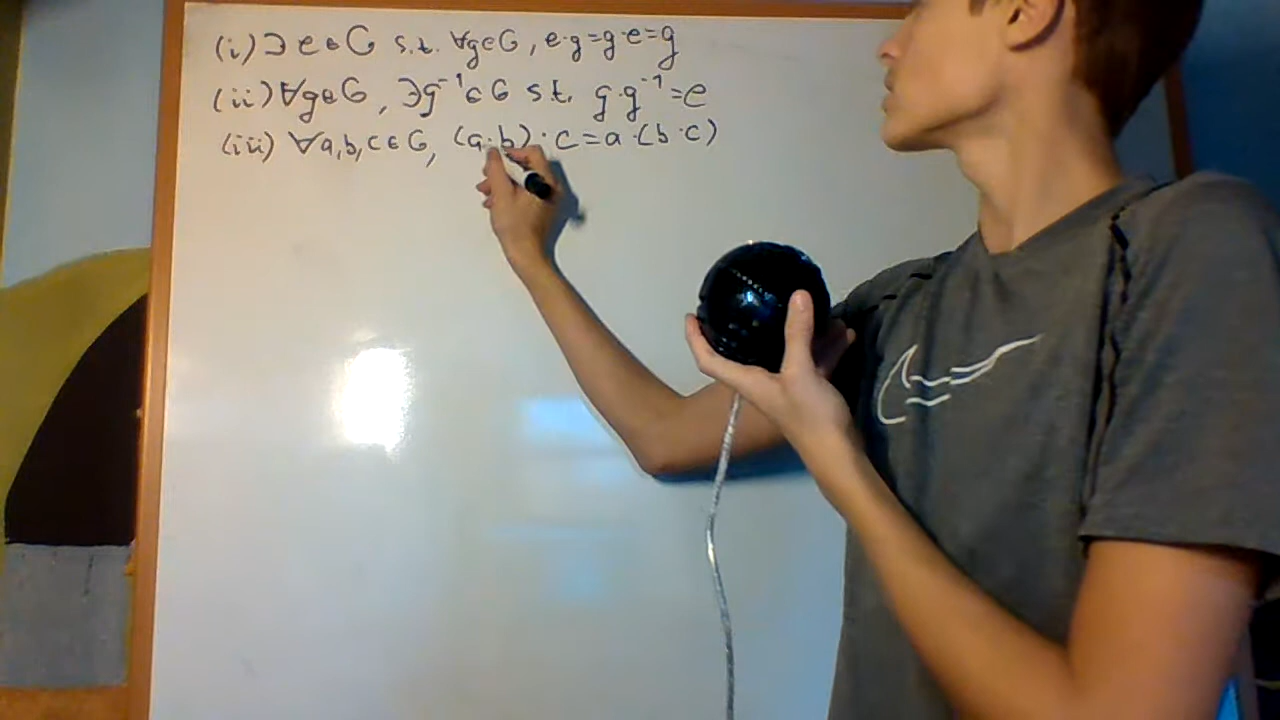 (i) ∃ e∈G s.t. ∀g∈G, e·g=g·e=g
(ii) ∀g∈G, ∃g⁻¹∈G s.t. g·g⁻¹=e
(iii) ∀a,b,c∈G, (a·b)·c=a·(b·c)